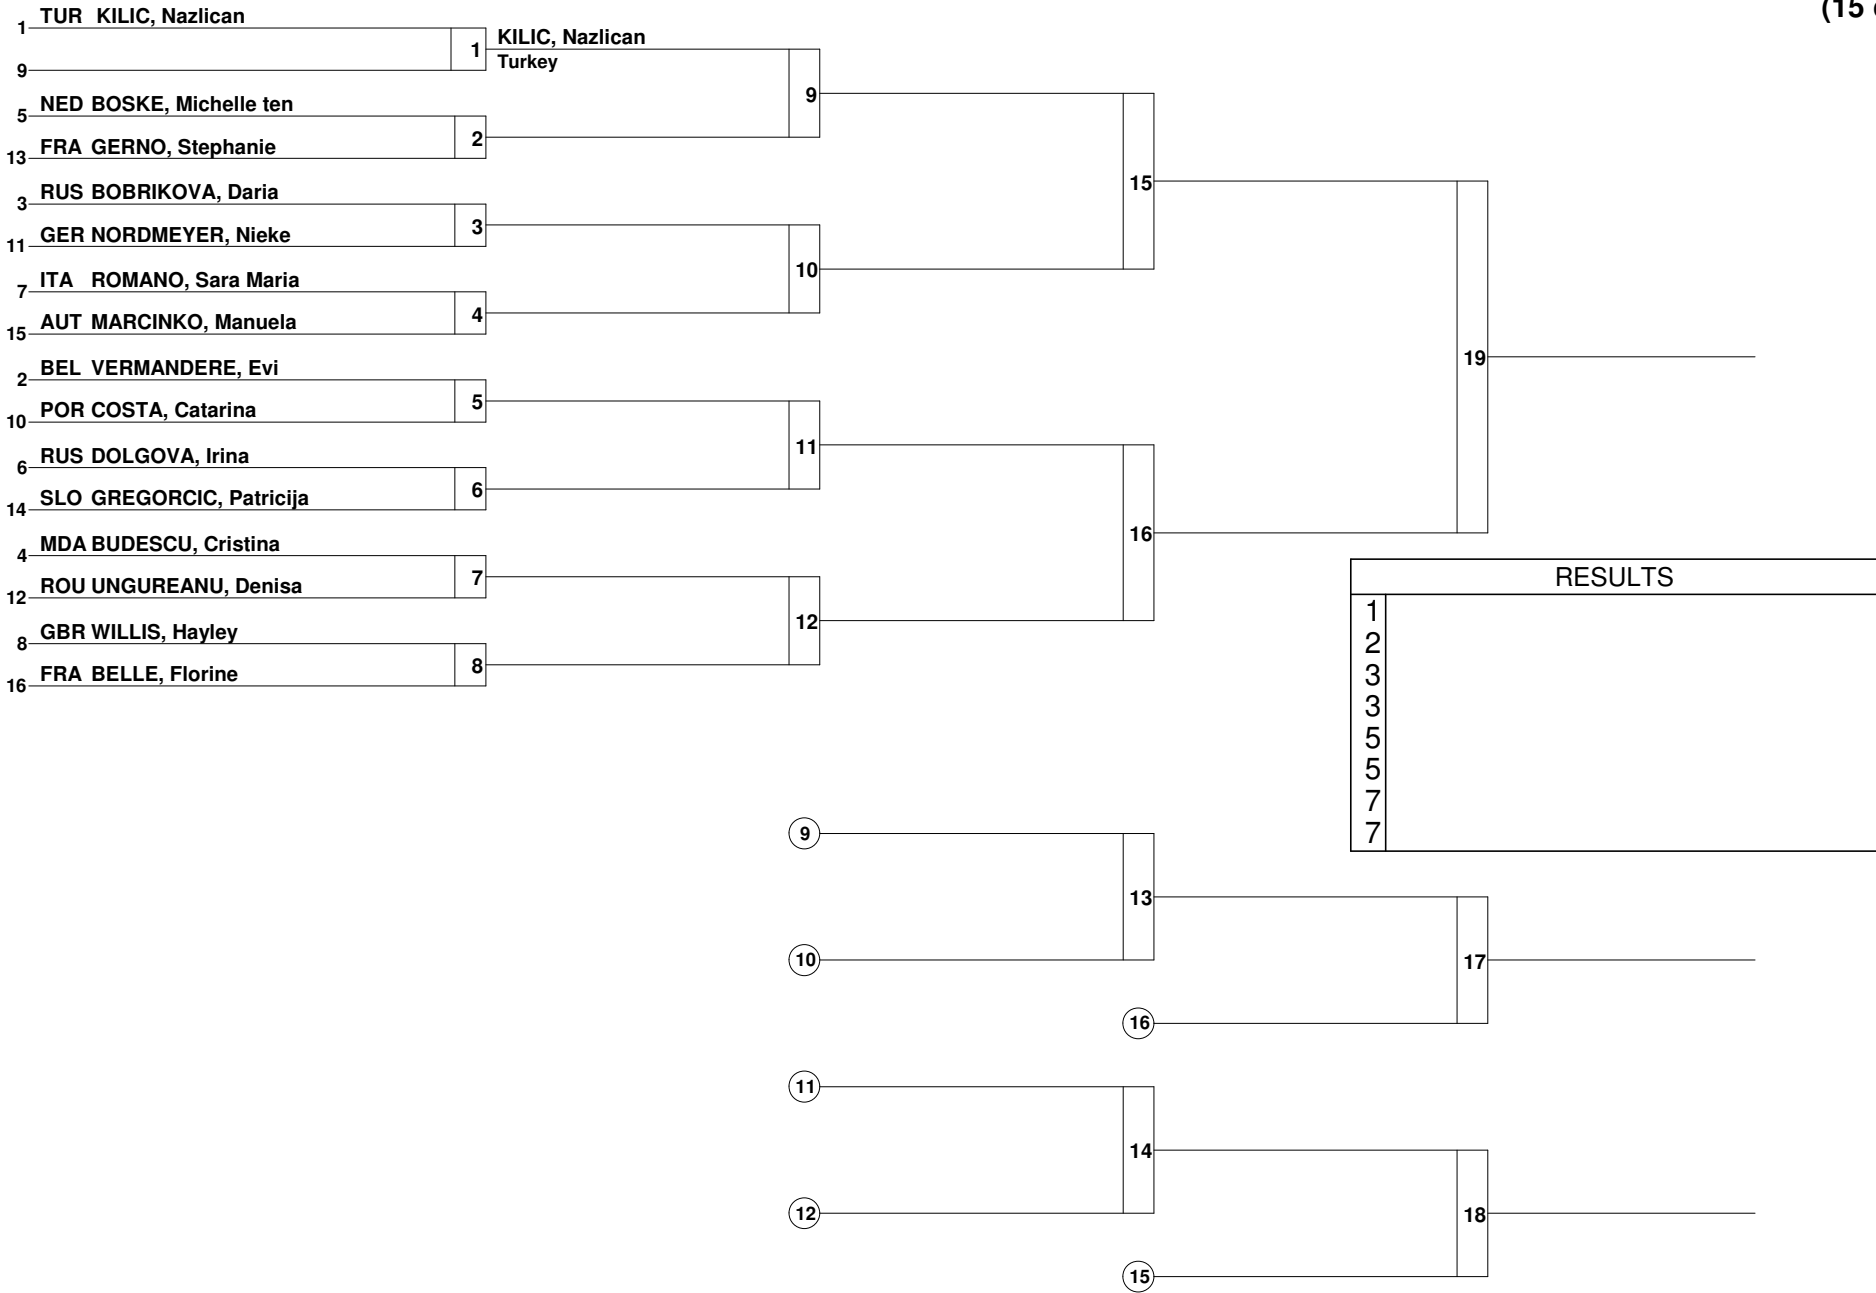 (15
1 TUR KILIC, Nazlican
9
1 KILIC, Nazlican
Turkey
5 NED BOSKE, Michelle ten
13 FRA GERNO, Stephanie
2
9
3 RUS BOBRIKOVA, Daria
11 GER NORDMEYER, Nieke
3
7 ITA ROMANO, Sara Maria
15 AUT MARCINKO, Manuela
4
10
15
2 BEL VERMANDERE, Evi
10 POR COSTA, Catarina
5
6 RUS DOLGOVA, Irina
14 SLO GREGORCIC, Patricija
6
11
4 MDA BUDESCU, Cristina
12 ROU UNGUREANU, Denisa
7
8 GBR WILLIS, Hayley
16 FRA BELLE, Florine
8
12
16
19
RESULTS
1
2
3
3
5
5
7
7
9
10
13
16
17
11
12
14
15
18